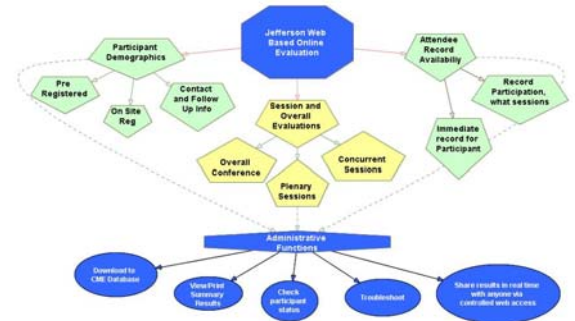 Jefferson Web
Based Online
Evaluation
Participant
Demographics
Attendee
Record
Availability
Pre
Registered
On Site
Reg
Contact
and Follow
Up Info
Session and
Overall
Evaluations
Record
Participation,
what sessions
Immediate
record for
Participant
Overall
Conference
Plenary
Sessions
Concurrent
Sessions
Administrative
Functions
Download to
CME Database
View/Print
Summary
Results
Check
participant
status
Troubleshoot
Share results in real time
with anyone via
controlled web access